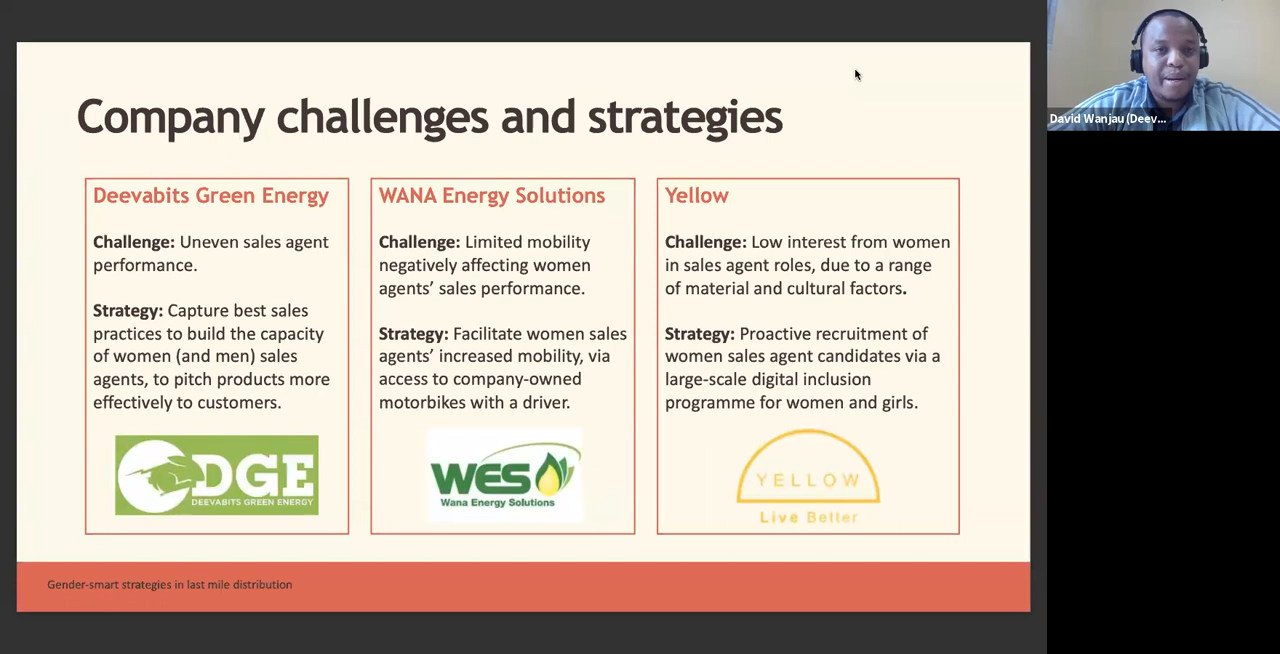 Company challenges and strategies
Deevabits Green Energy
Challenge: Uneven sales agent
performance.
Strategy: Capture best sales
practices to build the capacity
of women (and men) sales
agents, to pitch products more
effectively to customers.
DGE
DEEVABITS GREEN ENERGY
WANA Energy Solutions
Challenge: Limited mobility
negatively affecting women
agents’ sales performance.
Strategy: Facilitate women sales
agents’ increased mobility, via
access to company-owned
motorbikes with a driver.
WES
Wana Energy Solutions
Yellow
Challenge: Low interest from women
in sales agent roles, due to a range
of material and cultural factors.
Strategy: Proactive recruitment of
women sales agent candidates via a
large-scale digital inclusion
programme for women and girls.
YELLOW
Live Better
Gender-smart strategies in last mile distribution
David Wanjau (Deev...